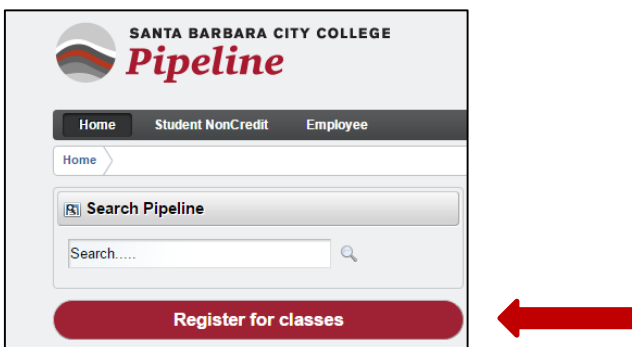 SANTA BARBARA CITY COLLEGE
Pipeline
Home Student NonCredit Employee
Home
Search Pipeline
Search.....
Register for classes